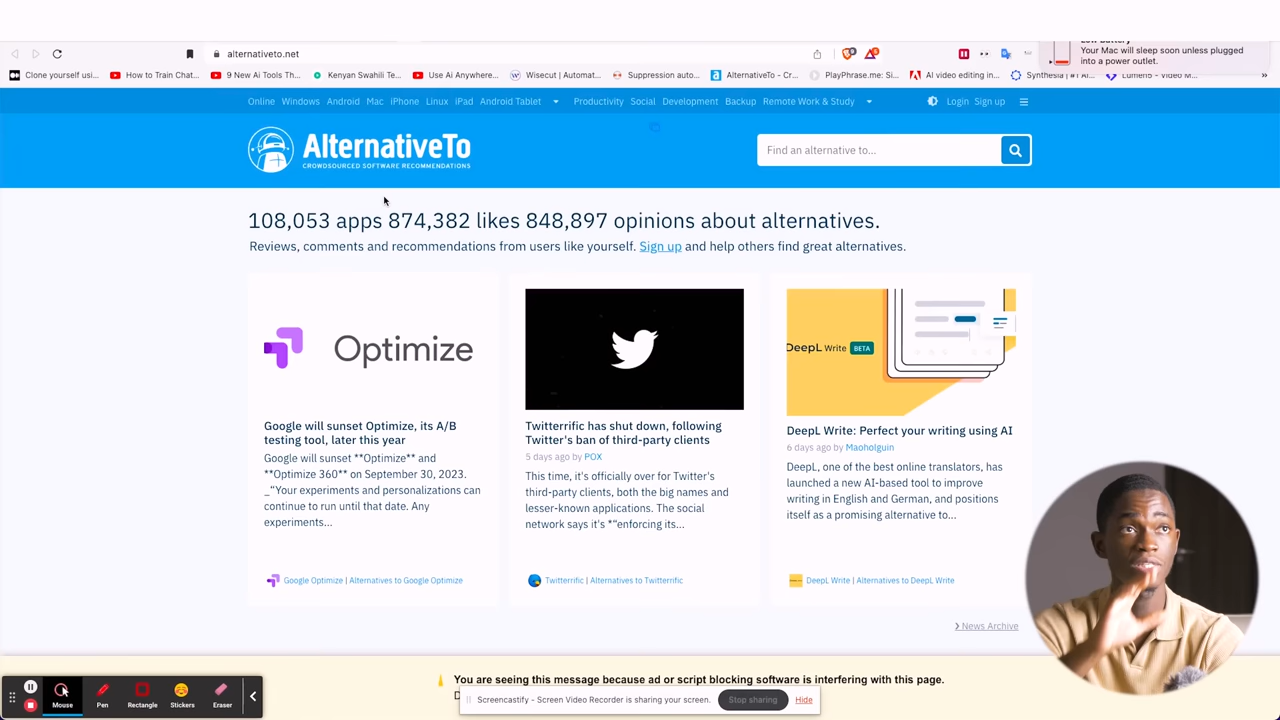 Your Mac will sleep soon unless plugged
into a power outlet.
alternativeto.net
Clone yourself usi...
How to Train Chat...
9 New Ai Tools Th...
Kenyan Swahili Te...
Use Ai Anywhere...
Wisecut | Automat...
Suppression auto...
AlternativeTo - Cr...
PlayPhrase.me: Si...
AI video editing in...
Synthesia | #1 AI...
Lumen5 - Video M...
»
Online Windows Android Mac iPhone Linux iPad Android Tablet Productivity Social Development Backup Remote Work & Study Login Sign up
AlternativeTo
CROWDSOURCED SOFTWARE RECOMMENDATIONS
Find an alternative to...
108,053 apps 874,382 likes 848,897 opinions about alternatives.
Reviews, comments and recommendations from users like yourself. Sign up and help others find great alternatives.
Optimize
Google will sunset Optimize, its A/B
testing tool, later this year
Google will sunset **Optimize** and
**Optimize 360** on September 30, 2023.
_“Your experiments and personalizations can
continue to run until that date. Any
experiments...
Google Optimize | Alternatives to Google Optimize
Twitterrific has shut down, following
Twitter's ban of third-party clients
5 days ago by POX
This time, it's officially over for Twitter's
third-party clients, both the big names and
lesser-known applications. The social
network says it's *"enforcing its...
Twitterrific | Alternatives to Twitterrific
DeepL Write BETA
DeepL Write: Perfect your writing using AI
6 days ago by Maoholguin
DeepL, one of the best online translators, has
launched a new AI-based tool to improve
writing in English and German, and positions
itself as a promising alternative to...
DeepL Write | Alternatives to DeepL Write
❯ News Archive
You are seeing this message because ad or script blocking software is interfering with this page.
Screencastify - Screen Video Recorder is sharing your screen. Stop sharing Hide
Mouse Pen Rectangle Stickers Eraser